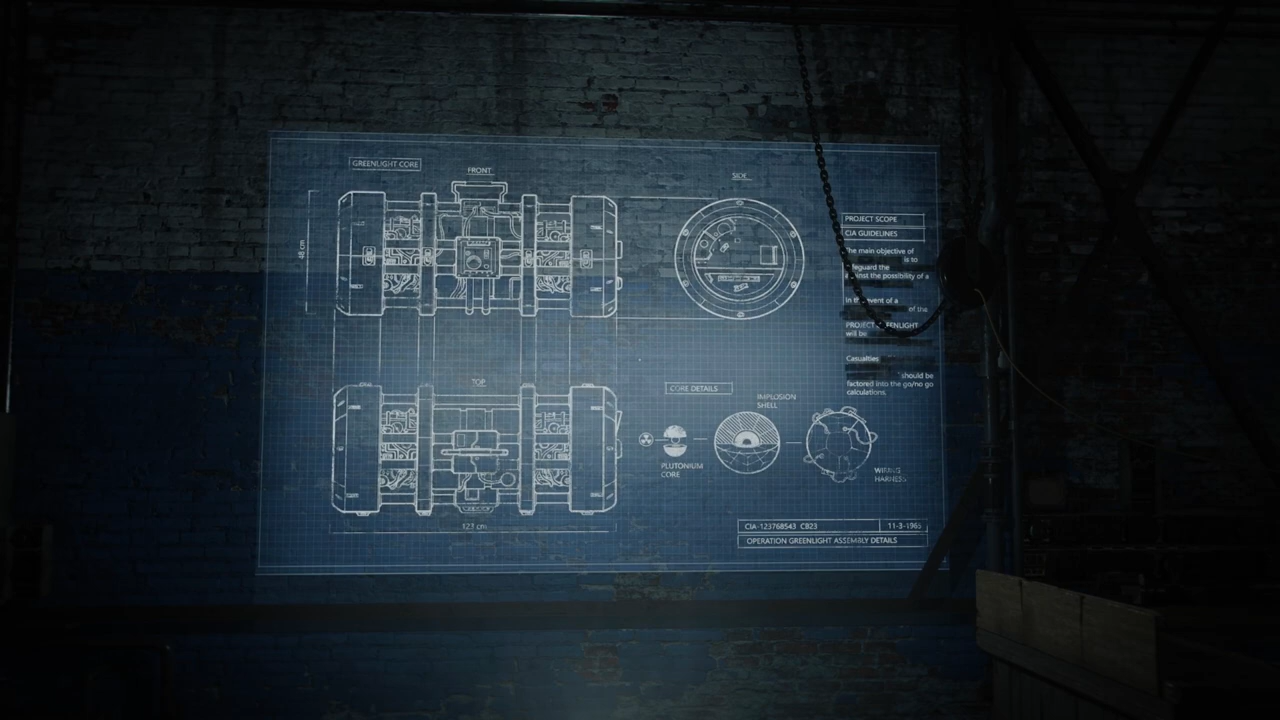 GREENLIGHT CORE
FRONT
SIDE
48 cm
PROJECT SCOPE
CIA GUIDELINES
The main objective of
is to
feguard the
against the possibility of a
In the event of a
of the
PROJECT
ENLIGHT
will be
Casualties
should be
factored into the go/no go
calculations.
TOP
CORE DETAILS
IMPLOSION
SHELL
PLUTONIUM
CORE
WIRING
HARNESS
123 cm
CIA-123768543 CB23
11-3-1965
OPERATION GREENLIGHT ASSEMBLY DETAILS